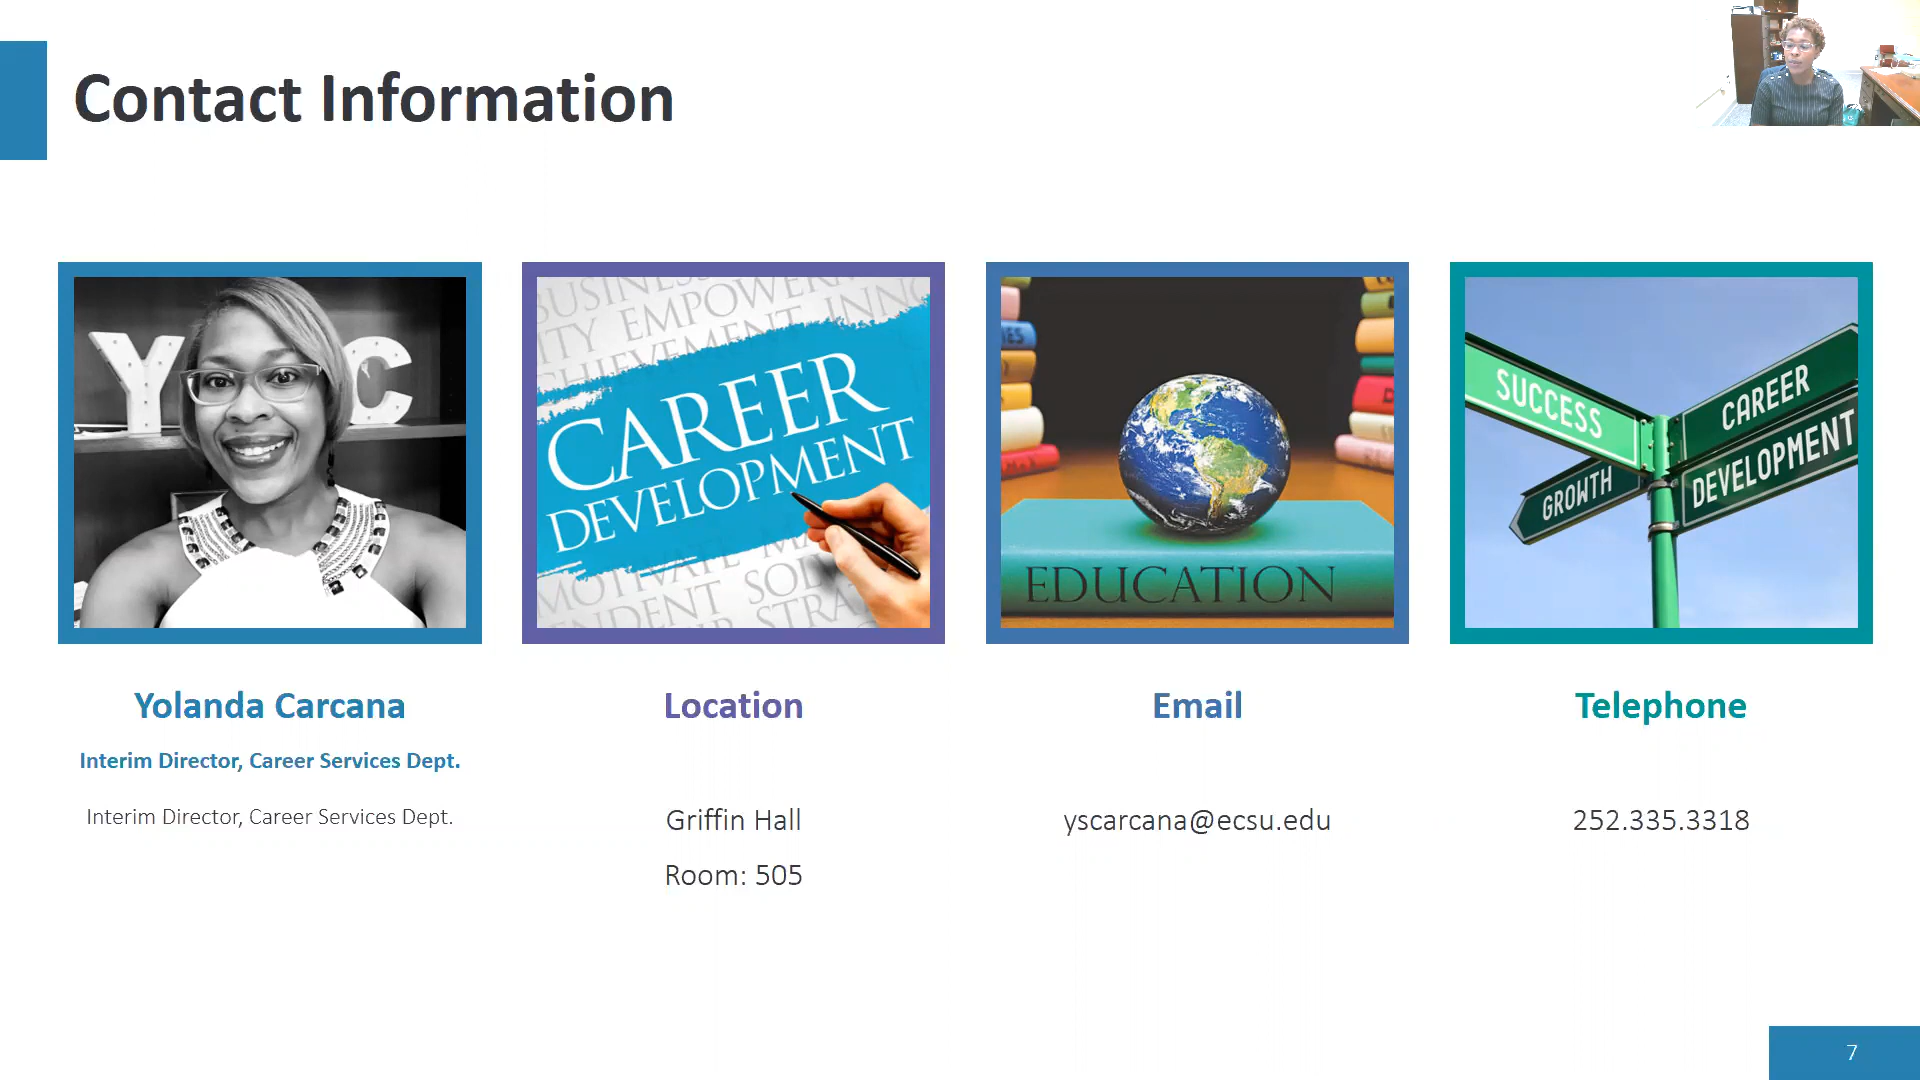 Contact Information
Y C
BUSINESS
EMPOWER
INNO
CAREER
DEVELOPMENT
MOTIVATE
EDUCATION
SUCCESS
CAREER
GROWTH
DEVELOPMENT
Yolanda Carcana
Interim Director, Career Services Dept.
Interim Director, Career Services Dept.
Location
Griffin Hall
Room: 505
Email
yscarcana@ecsu.edu
Telephone
252.335.3318
7